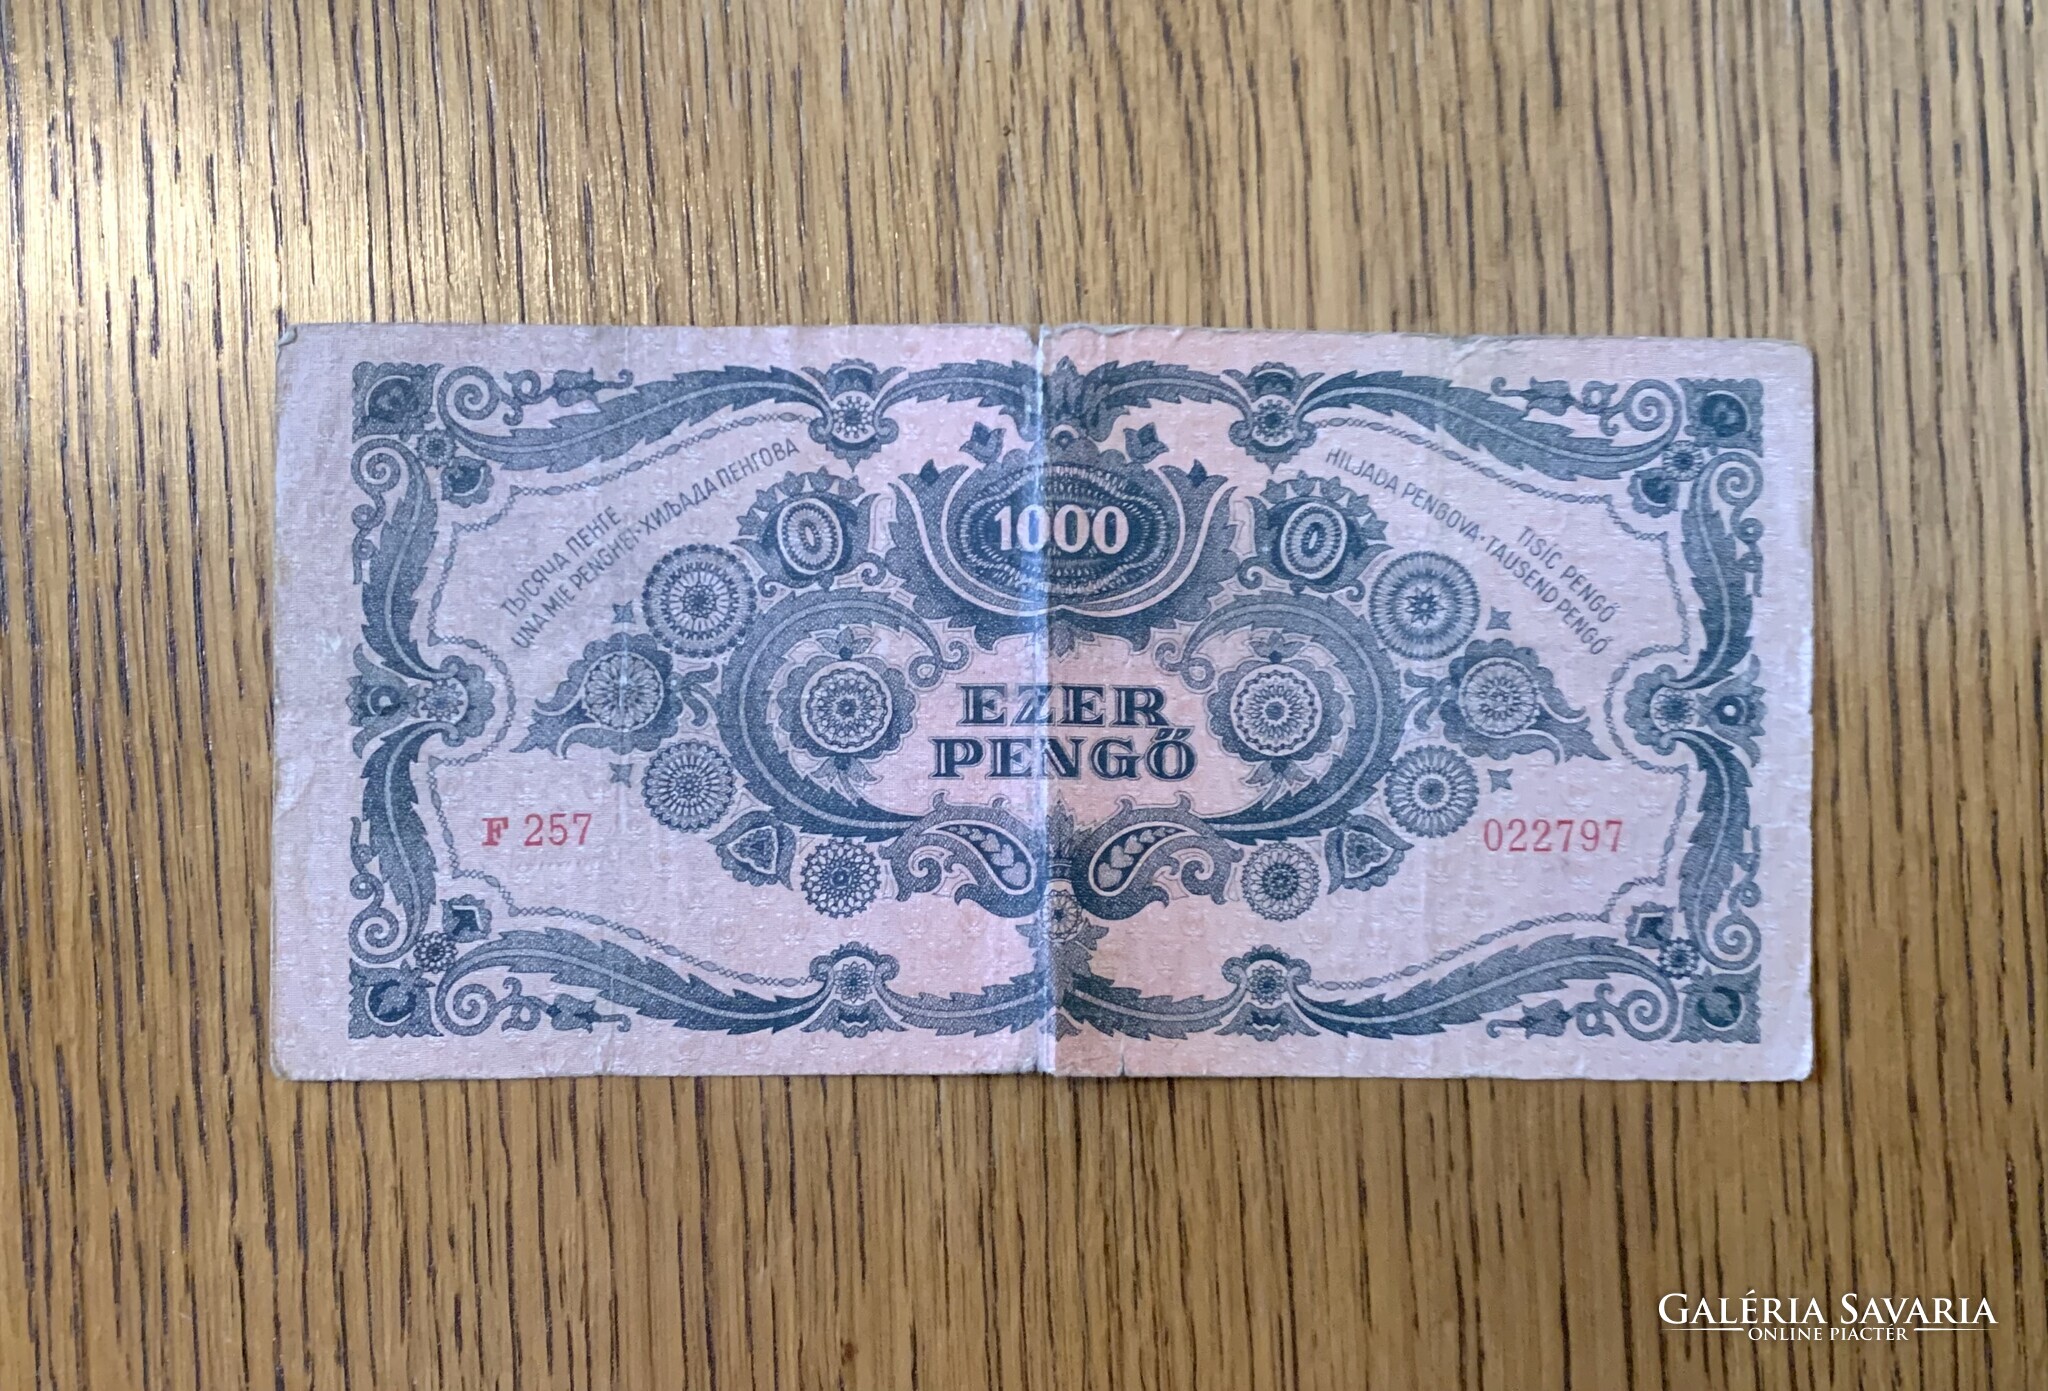 ТЫСЯЧА ПЕНГЕ
UNA MIE PENGHEI·ХИЉАДА ПЕНГОВА
1000
HILJADA PENGOVA·TAUSEND PENGŐ
TISÍC PENGŐ
EZER
PENGŐ
F 257
022797
GALÉRIA SAVARIA
ONLINE PIACTÉR